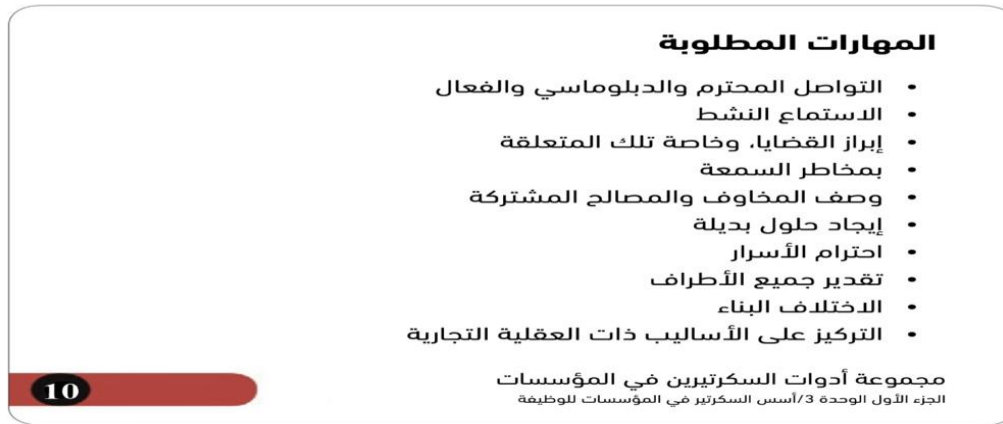 المهارات المطلوبة
• التواصل المحترم والدبلوماسي والفعال
• الاستماع النشط
• إبراز القضايا، وخاصة تلك المتعلقة
• بمخاطر السمعة
• وصف المخاوف والمصالح المشتركة
• إيجاد حلول بديلة
• احترام الأسرار
• تقدير جميع الأطراف
• الاختلاف البناء
• التركيز على الأساليب ذات العقلية التجارية
مجموعة أدوات السكرتيرين في المؤسسات
الجزء الأول الوحدة 3/أسس السكرتير في المؤسسات للوظيفة
10